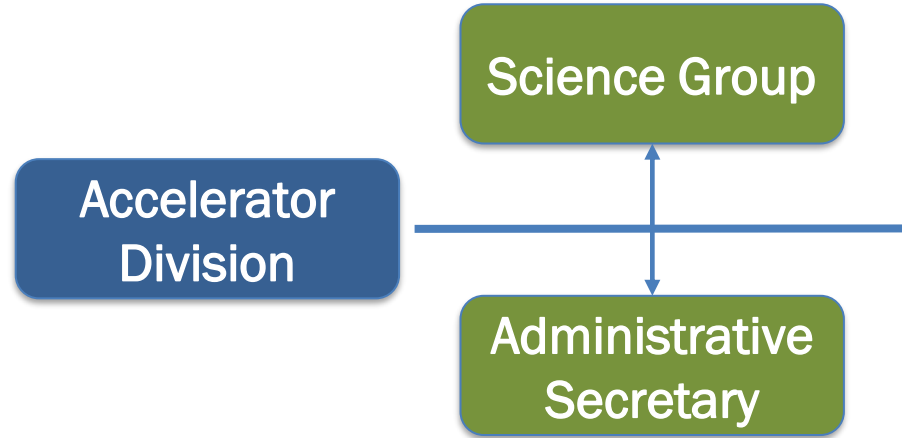 Science Group
Accelerator
Division
Administrative
Secretary